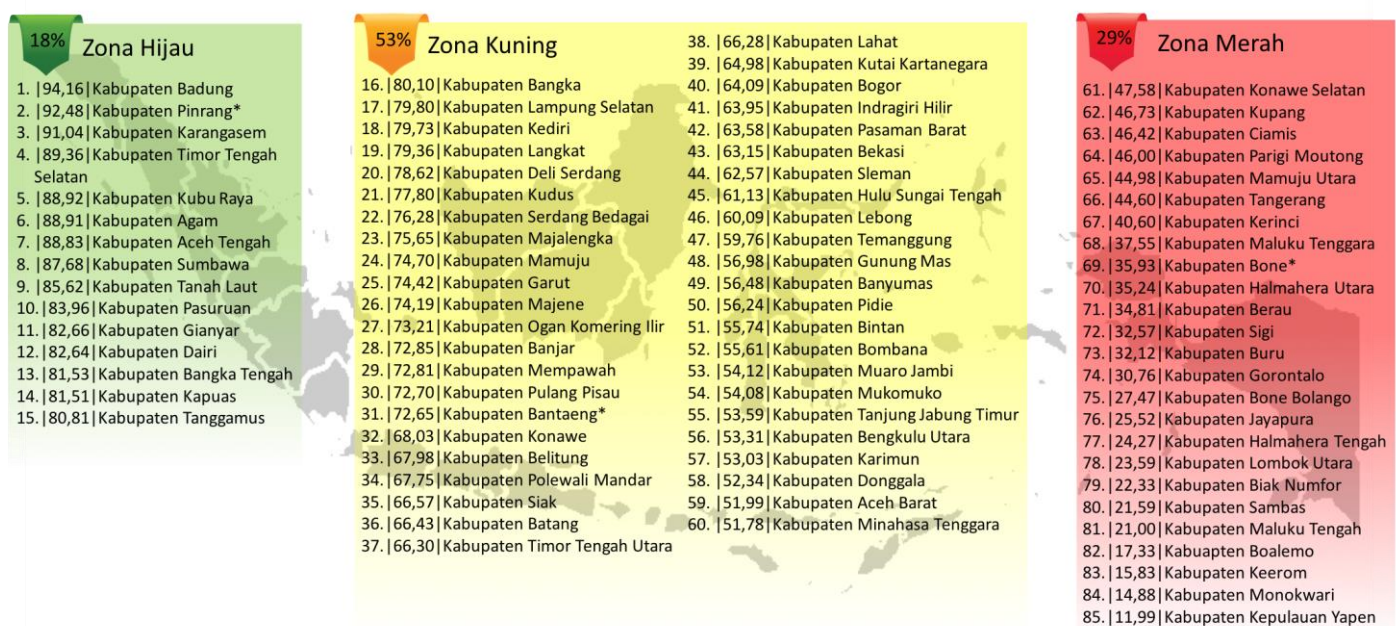 18%
Zona Hijau
1. |94,16|Kabupaten Badung
2. |92,48|Kabupaten Pinrang*
3. |91,04|Kabupaten Karangasem
4. |89,36|Kabupaten Timor Tengah
Selatan
5. |88,92|Kabupaten Kubu Raya
6. |88,91|Kabupaten Agam
7. |88,83|Kabupaten Aceh Tengah
8. |87,68|Kabupaten Sumbawa
9. |85,62|Kabupaten Tanah Laut
10.|83,96|Kabupaten Pasuruan
11.|82,66|Kabupaten Gianyar
12.|82,64|Kabupaten Dairi
13.|81,53|Kabupaten Bangka Tengah
14.|81,51|Kabupaten Kapuas
15.|80,81|Kabupaten Tanggamus
53%
Zona Kuning
16.|80,10|Kabupaten Bangka
17.|79,80|Kabupaten Lampung Selatan
18.|79,73|Kabupaten Kediri
19.|79,36|Kabupaten Langkat
20.|78,62|Kabupaten Deli Serdang
21.|77,80|Kabupaten Kudus
22.|76,28|Kabupaten Serdang Bedagai
23.|75,65|Kabupaten Majalengka
24.|74,70|Kabupaten Mamuju
25.|74,42|Kabupaten Garut
26.|74,19|Kabupaten Majene
27.|73,21|Kabupaten Ogan Komering Ilir
28.|72,85|Kabupaten Banjar
29.|72,81|Kabupaten Mempawah
30.|72,70|Kabupaten Pulang Pisau
31.|72,65|Kabupaten Bantaeng*
32.|68,03|Kabupaten Konawe
33.|67,98|Kabupaten Belitung
34.|67,75|Kabupaten Polewali Mandar
35.|66,57|Kabupaten Siak
36.|66,43|Kabupaten Batang
37.|66,30|Kabupaten Timor Tengah Utara
38. |66,28|Kabupaten Lahat
39. |64,98|Kabupaten Kutai Kartanegara
40. |64,09|Kabupaten Bogor
41. |63,95|Kabupaten Indragiri Hilir
42. |63,58|Kabupaten Pasaman Barat
43. |63,15|Kabupaten Bekasi
44. |62,57|Kabupaten Sleman
45. |61,13|Kabupaten Hulu Sungai Tengah
46. |60,09|Kabupaten Lebong
47. |59,76|Kabupaten Temanggung
48. |56,98|Kabupaten Gunung Mas
49. |56,48|Kabupaten Banyumas
50. |56,24|Kabupaten Pidie
51. |55,74|Kabupaten Bintan
52. |55,61|Kabupaten Bombana
53. |54,12|Kabupaten Muaro Jambi
54. |54,08|Kabupaten Mukomuko
55. |53,59|Kabupaten Tanjung Jabung Timur
56. |53,31|Kabupaten Bengkulu Utara
57. |53,03|Kabupaten Karimun
58. |52,34|Kabupaten Donggala
59. |51,99|Kabupaten Aceh Barat
60. |51,78|Kabupaten Minahasa Tenggara
29%
Zona Merah
61.|47,58|Kabupaten Konawe Selatan
62.|46,73|Kabupaten Kupang
63.|46,42|Kabupaten Ciamis
64.|46,00|Kabupaten Parigi Moutong
65.|44,98|Kabupaten Mamuju Utara
66.|44,60|Kabupaten Tangerang
67.|40,60|Kabupaten Kerinci
68.|37,55|Kabupaten Maluku Tenggara
69.|35,93|Kabupaten Bone*
70.|35,24|Kabupaten Halmahera Utara
71.|34,81|Kabupaten Berau
72.|32,57|Kabupaten Sigi
73.|32,12|Kabupaten Buru
74.|30,76|Kabupaten Gorontalo
75.|27,47|Kabupaten Bone Bolango
76.|25,52|Kabupaten Jayapura
77.|24,27|Kabupaten Halmahera Tengah
78.|23,59|Kabupaten Lombok Utara
79.|22,33|Kabupaten Biak Numfor
80.|21,59|Kabupaten Sambas
81.|21,00|Kabupaten Maluku Tengah
82.|17,33|Kabuapten Boalemo
83.|15,83|Kabupaten Keerom
84.|14,88|Kabupaten Monokwari
85.|11,99|Kabupaten Kepulauan Yapen